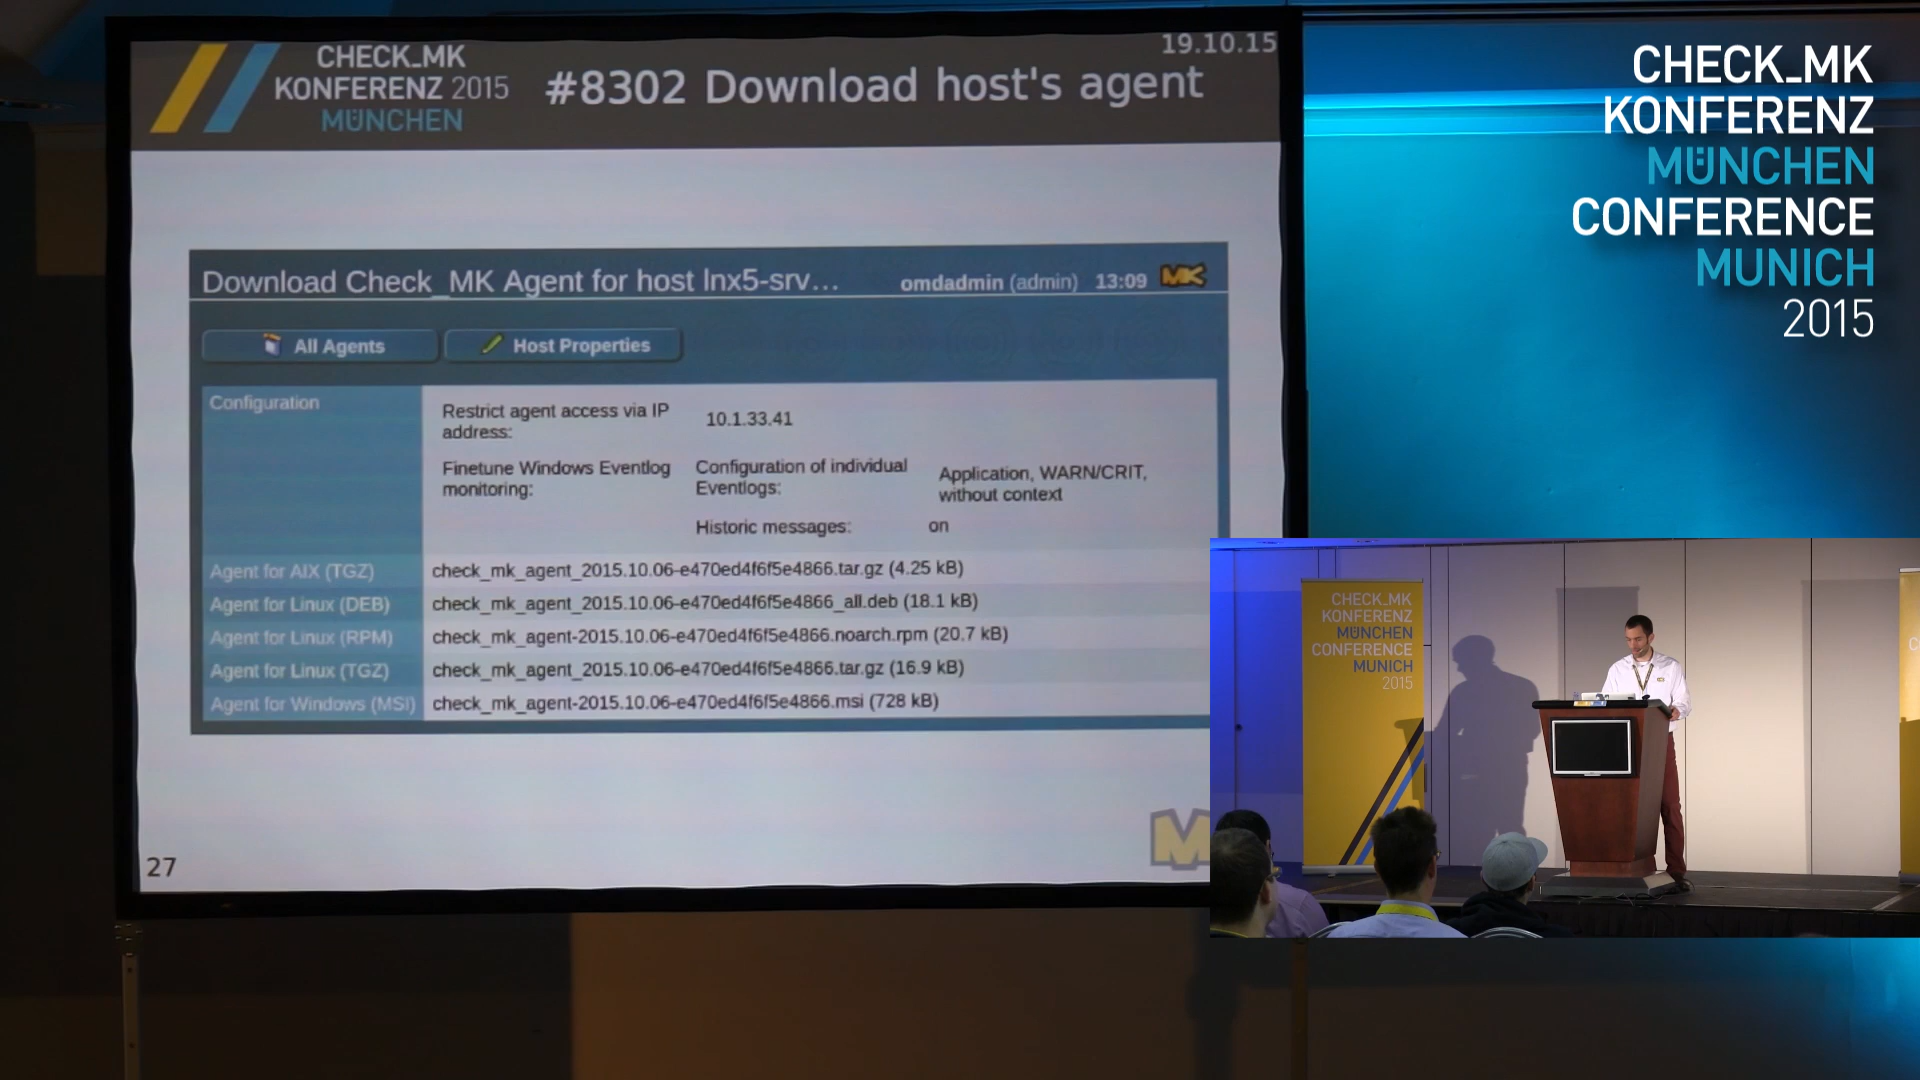 CHECK_MK
KONFERENZ 2015
MÜNCHEN
#8302 Download host's agent
19.10.15
Download Check_MK Agent for host lnx5-srv...
omdadmin (admin) 13:09 MK
All Agents
Host Properties
Configuration
Restrict agent access via IP
address:
10.1.33.41
Finetune Windows Eventlog
monitoring:
Configuration of individual
Eventlogs:
Application, WARN/CRIT,
without context
Historic messages:
on
Agent for AIX (TGZ)
check_mk_agent_2015.10.06-e470ed4f6f5e4866.tar.gz (4.25 kB)
Agent for Linux (DEB)
check_mk_agent_2015.10.06-e470ed4f6f5e4866_all.deb (18.1 kB)
Agent for Linux (RPM)
check_mk_agent-2015.10.06-e470ed4f6f5e4866.noarch.rpm (20.7 kB)
Agent for Linux (TGZ)
check_mk_agent_2015.10.06-e470ed4f6f5e4866.tar.gz (16.9 kB)
Agent for Windows (MSI)
check_mk_agent-2015.10.06-e470ed4f6f5e4866.msi (728 kB)
27
M
CHECK_MK
KONFERENZ
MÜNCHEN
CONFERENCE
MUNICH
2015
CHECK_MK
KONFERENZ
MÜNCHEN
CONFERENCE
MUNICH
2015